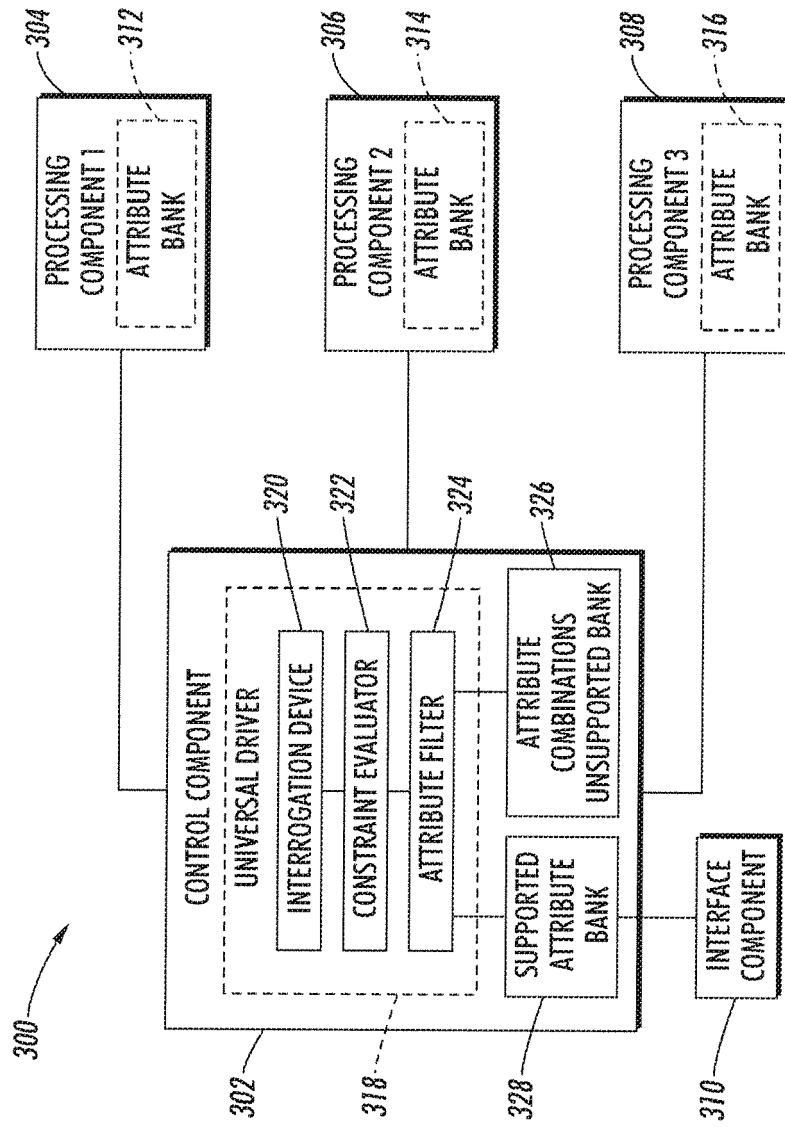 300
302
CONTROL COMPONENT
UNIVERSAL DRIVER
318
INTERROGATION DEVICE
320
CONSTRAINT EVALUATOR
322
ATTRIBUTE FILTER
324
SUPPORTED
ATTRIBUTE
BANK
328
ATTRIBUTE
COMBINATIONS
UNSUPPORTED BANK
326
INTERFACE
COMPONENT
310
PROCESSING
COMPONENT 1
304
ATTRIBUTE
BANK
312
PROCESSING
COMPONENT 2
306
ATTRIBUTE
BANK
314
PROCESSING
COMPONENT 3
308
ATTRIBUTE
BANK
316